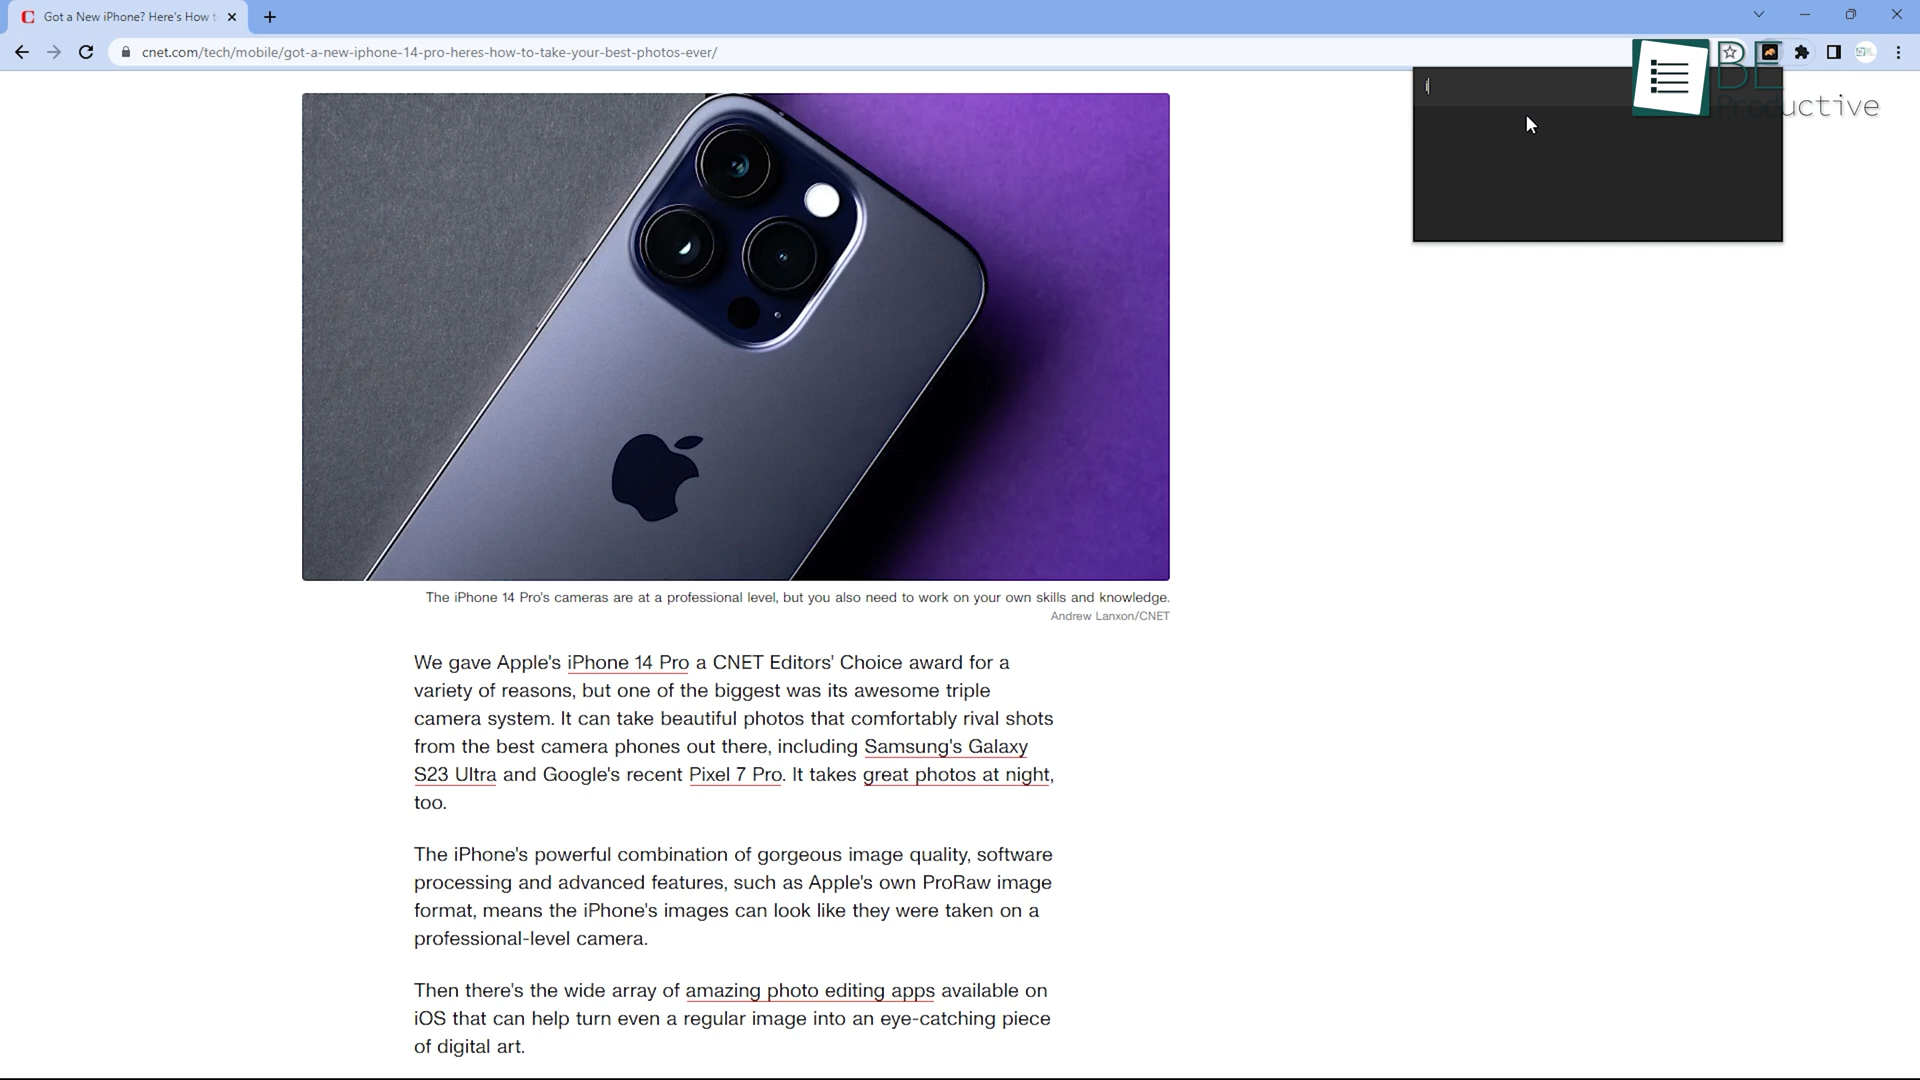 Got a New iPhone? Here's How t
cnet.com/tech/mobile/got-a-new-iphone-14-pro-heres-how-to-take-your-best-photos-ever/
BE
Productive
The iPhone 14 Pro's cameras are at a professional level, but you also need to work on your own skills and knowledge.
Andrew Lanxon/CNET
We gave Apple's iPhone 14 Pro a CNET Editors' Choice award for a
variety of reasons, but one of the biggest was its awesome triple
camera system. It can take beautiful photos that comfortably rival shots
from the best camera phones out there, including Samsung's Galaxy
S23 Ultra and Google's recent Pixel 7 Pro. It takes great photos at night,
too.
The iPhone's powerful combination of gorgeous image quality, software
processing and advanced features, such as Apple's own ProRaw image
format, means the iPhone's images can look like they were taken on a
professional-level camera.
Then there's the wide array of amazing photo editing apps available on
iOS that can help turn even a regular image into an eye-catching piece
of digital art.